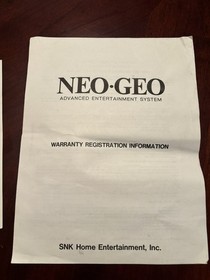 NEO·GEO
ADVANCED ENTERTAINMENT SYSTEM
WARRANTY REGISTRATION INFORMATION
SNK Home Entertainment, Inc.